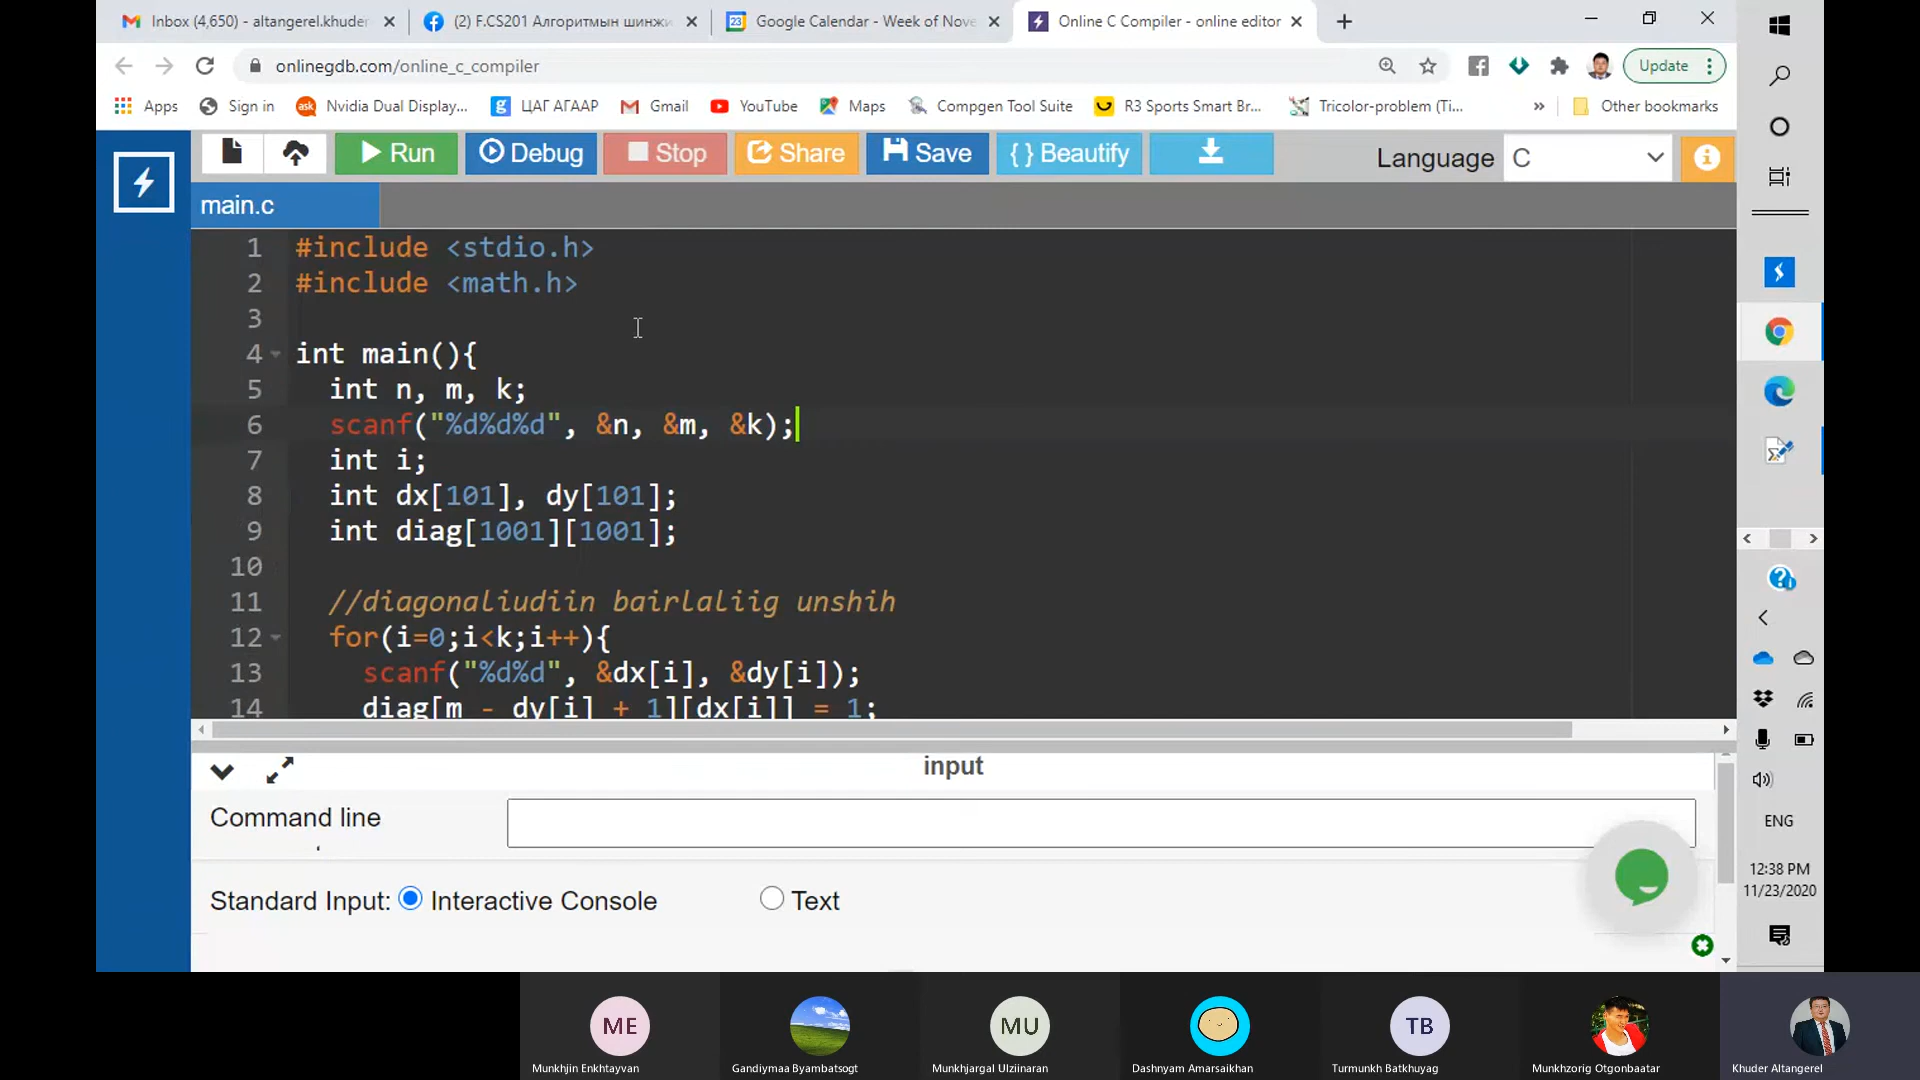 Inbox (4,650) - altangerel.khuder
(2) F.CS201 Алгоритмын шинжи
Google Calendar - Week of Nove
Online C Compiler - online editor
onlinegdb.com/online_c_compiler
Update
Apps
Sign in
Nvidia Dual Display...
ЦАГ АГААР
Gmail
YouTube
Maps
Compgen Tool Suite
R3 Sports Smart Br...
Tricolor-problem (Ti...
»
Other bookmarks
Run
Debug
Stop
Share
Save
{ } Beautify
Language
C
main.c
1 #include <stdio.h>
2 #include <math.h>
3
4 int main(){
5 int n, m, k;
6 scanf("%d%d%d", &n, &m, &k);
7 int i;
8 int dx[101], dy[101];
9 int diag[1001][1001];
10
11 //diagonaliudiin bairlaliig unshih
12 for(i=0;i<k;i++){
13 scanf("%d%d", &dx[i], &dy[i]);
14 diag[m - dy[i] + 1][dx[i]] = 1;
input
Command line
Standard Input:
Interactive Console
Text
ENG
12:38 PM
11/23/2020
ME
MU
TB
Munkhjin Enkhtayvan
Gandiymaa Byambatsogt
Munkhjargal Ulziinaran
Dashnyam Amarsaikhan
Turmunkh Batkhuyag
Munkhzorig Otgonbaatar
Khuder Altangerel